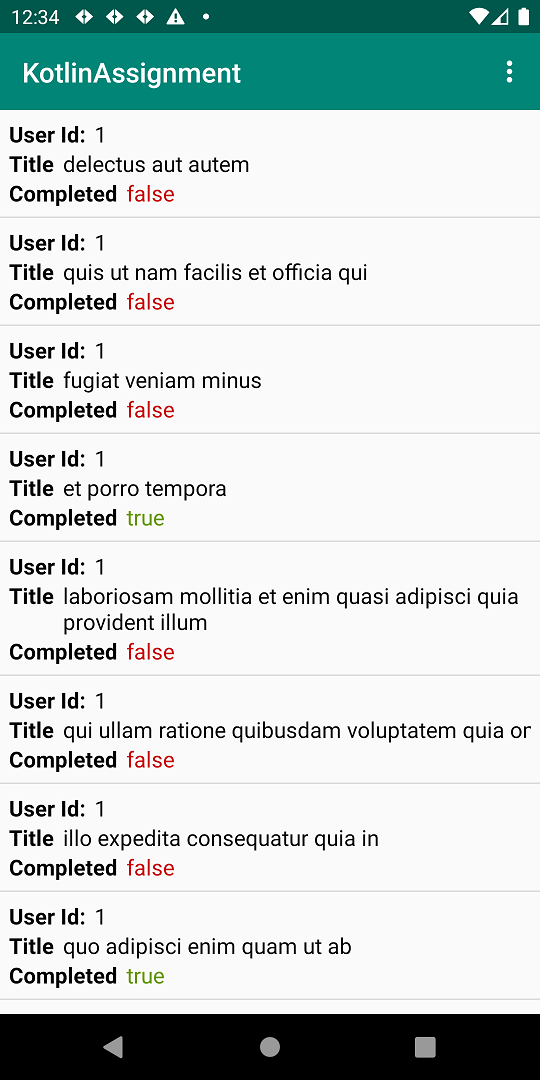 12:34
KotlinAssignment
User Id: 1
Title delectus aut autem
Completed false
User Id: 1
Title quis ut nam facilis et officia qui
Completed false
User Id: 1
Title fugiat veniam minus
Completed false
User Id: 1
Title et porro tempora
Completed true
User Id: 1
Title laboriosam mollitia et enim quasi adipisci quia
provident illum
Completed false
User Id: 1
Title qui ullam ratione quibusdam voluptatem quia or
Completed false
User Id: 1
Title illo expedita consequatur quia in
Completed false
User Id: 1
Title quo adipisci enim quam ut ab
Completed true